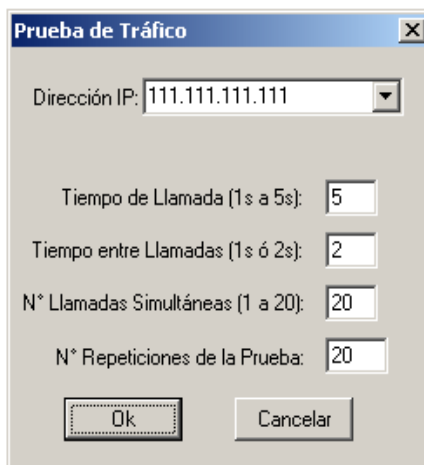 Prueba de Tráfico
Dirección IP: 111.111.111.111
Tiempo de Llamada (1s a 5s): 5
Tiempo entre Llamadas (1s ó 2s): 2
N° Llamadas Simultáneas (1 a 20): 20
N° Repeticiones de la Prueba: 20
Ok Cancelar